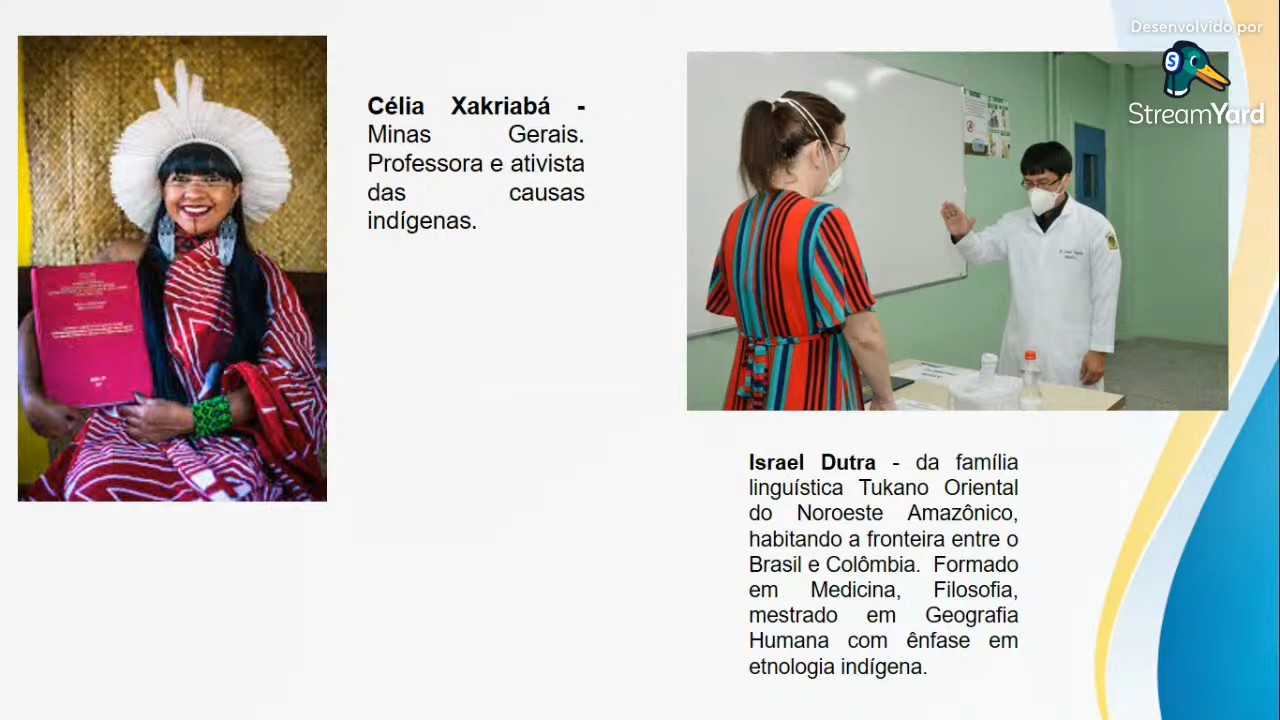 Desenvolvido por
StreamYard
Célia Xakriabá -
Minas Gerais.
Professora e ativista
das causas
indígenas.
Israel Dutra - da família
linguística Tukano Oriental
do Noroeste Amazônico,
habitando a fronteira entre o
Brasil e Colômbia. Formado
em Medicina, Filosofia,
mestrado em Geografia
Humana com ênfase em
etnologia indígena.